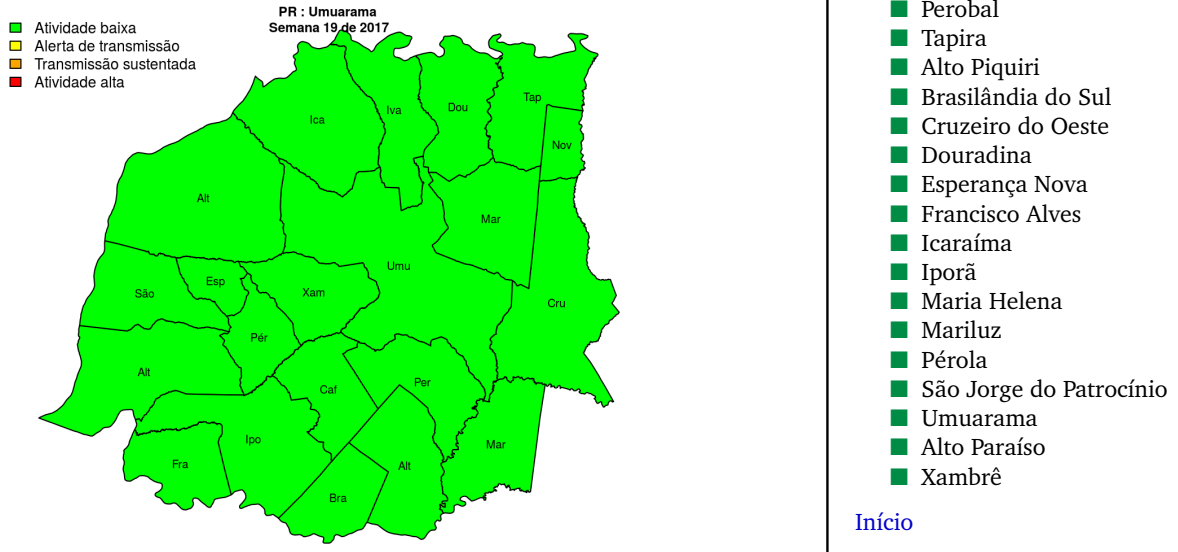 PR : Umuarama
Semana 19 de 2017
Atividade baixa
Alerta de transmissão
Transmissão sustentada
Atividade alta
Ica
Iva
Dou
Tap
Nov
Alt
Mar
Umu
Esp
São
Xam
Cru
Pér
Alt
Caf
Per
Ipo
Mar
Fra
Alt
Bra
Perobal
Tapira
Alto Piquiri
Brasilândia do Sul
Cruzeiro do Oeste
Douradina
Esperança Nova
Francisco Alves
Icaraíma
Iporã
Maria Helena
Mariluz
Pérola
São Jorge do Patrocínio
Umuarama
Alto Paraíso
Xambrê
Início